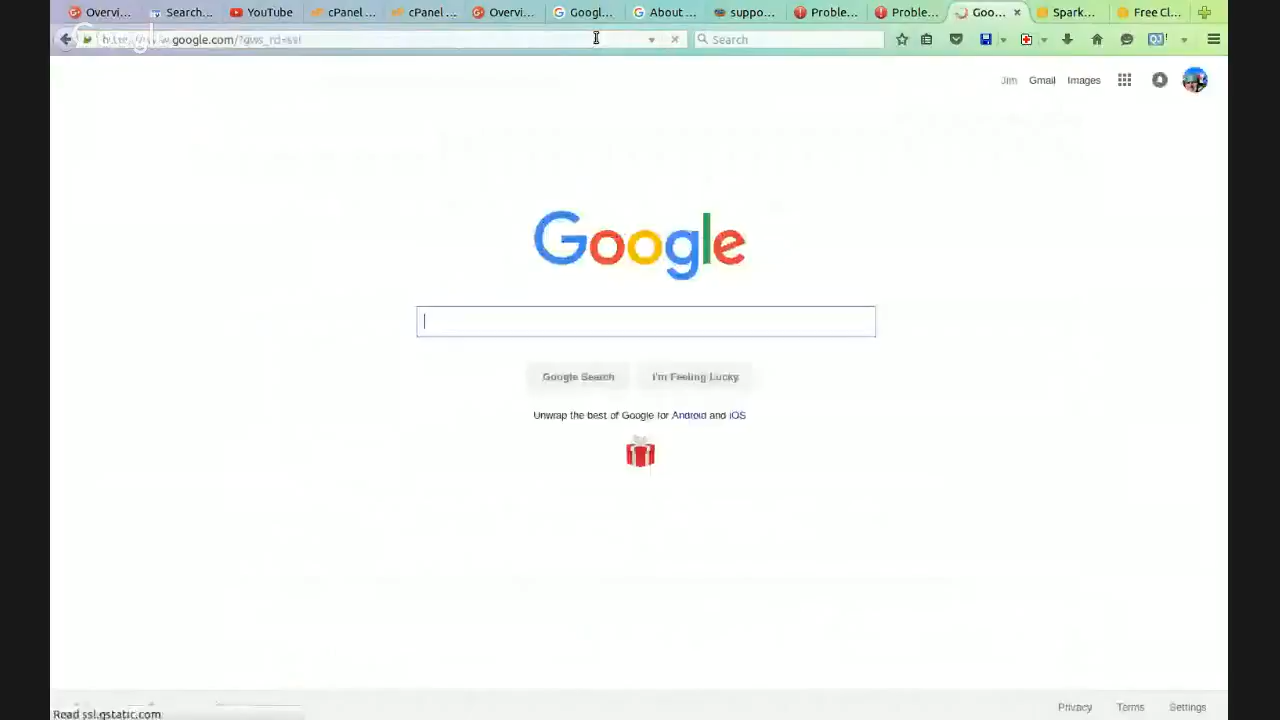 Overvi...
Search...
YouTube
cPanel ...
cPanel ...
Overvi...
Googl...
About ...
suppo...
Proble...
Proble...
Goo...
Spark...
Free Cl...
google.com/?gws_rd=ssl
Search
Jim Gmail Images
Google
Google Search I'm Feeling Lucky
Unwrap the best of Google for Android and iOS
Read ssl.gstatic.com
Privacy Terms Settings